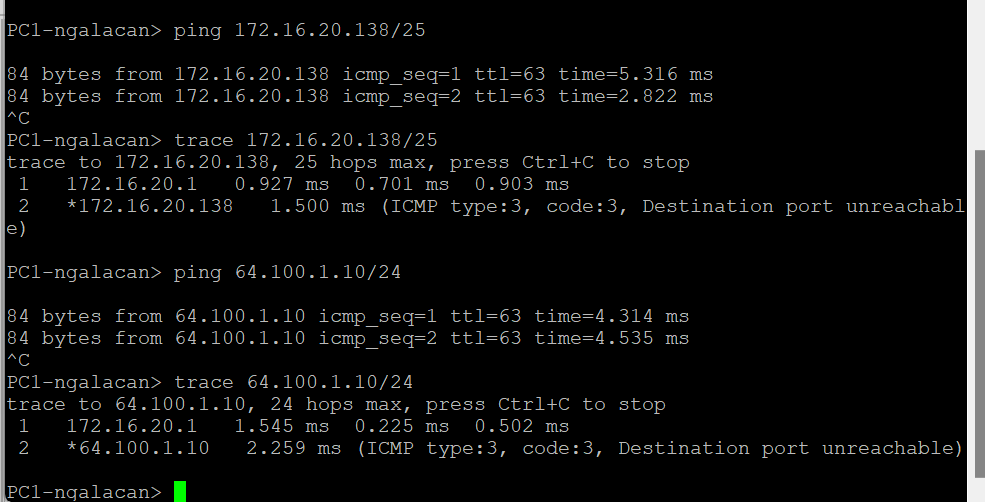 PC1-ngalacan> ping 172.16.20.138/25
84 bytes from 172.16.20.138 icmp_seq=1 ttl=63 time=5.316 ms
84 bytes from 172.16.20.138 icmp_seq=2 ttl=63 time=2.822 ms
^C
PC1-ngalacan> trace 172.16.20.138/25
trace to 172.16.20.138, 25 hops max, press Ctrl+C to stop
 1   172.16.20.1   0.927 ms  0.701 ms  0.903 ms
 2   *172.16.20.138   1.500 ms (ICMP type:3, code:3, Destination port unreachabl
e)
PC1-ngalacan> ping 64.100.1.10/24
84 bytes from 64.100.1.10 icmp_seq=1 ttl=63 time=4.314 ms
84 bytes from 64.100.1.10 icmp_seq=2 ttl=63 time=4.535 ms
^C
PC1-ngalacan> trace 64.100.1.10/24
trace to 64.100.1.10, 24 hops max, press Ctrl+C to stop
 1   172.16.20.1   1.545 ms  0.225 ms  0.502 ms
 2   *64.100.1.10   2.259 ms (ICMP type:3, code:3, Destination port unreachable)
PC1-ngalacan>